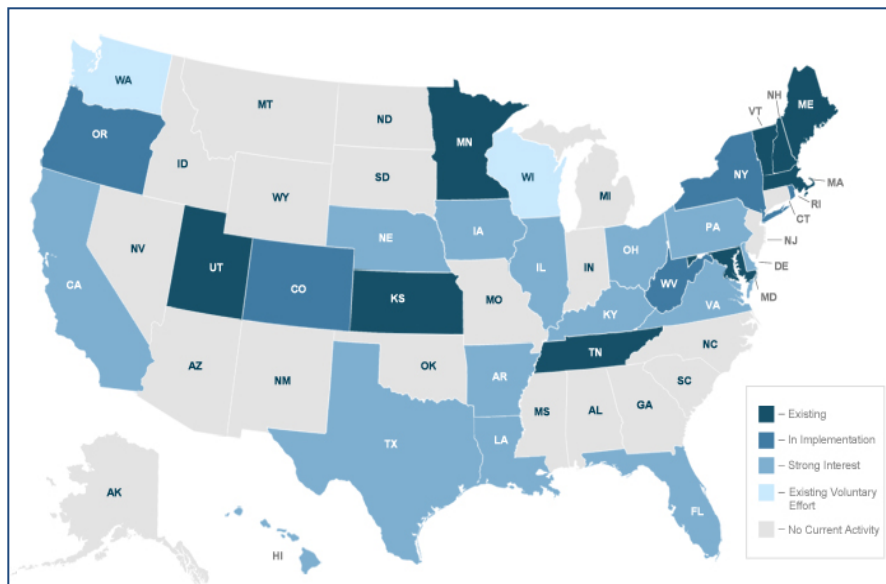 WA
MT
ND
MN
VT
NH
ME
OR
ID
SD
WI
NY
MA
WY
MI
RI
CT
NE
IA
PA
NJ
NV
UT
CO
IL
IN
OH
DE
CA
KS
MO
WV
VA
MD
KY
AZ
NM
OK
AR
TN
NC
SC
MS
AL
GA
TX
LA
FL
AK
HI
– Existing
– In Implementation
– Strong Interest
– Existing Voluntary
Effort
– No Current Activity